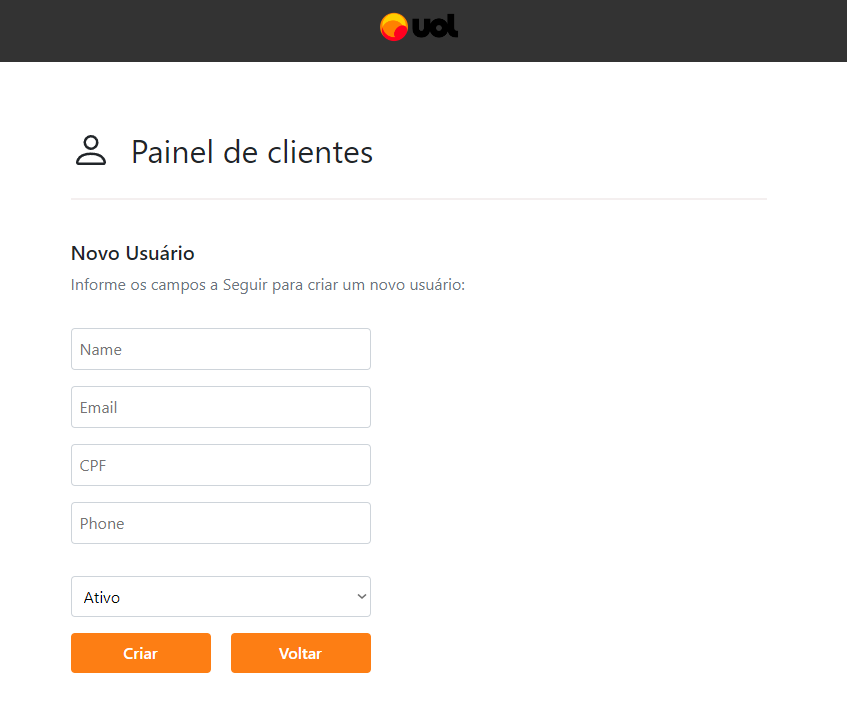 uol
Painel de clientes
Novo Usuário
Informe os campos a Seguir para criar um novo usuário:
Name
Email
CPF
Phone
Ativo
Criar Voltar